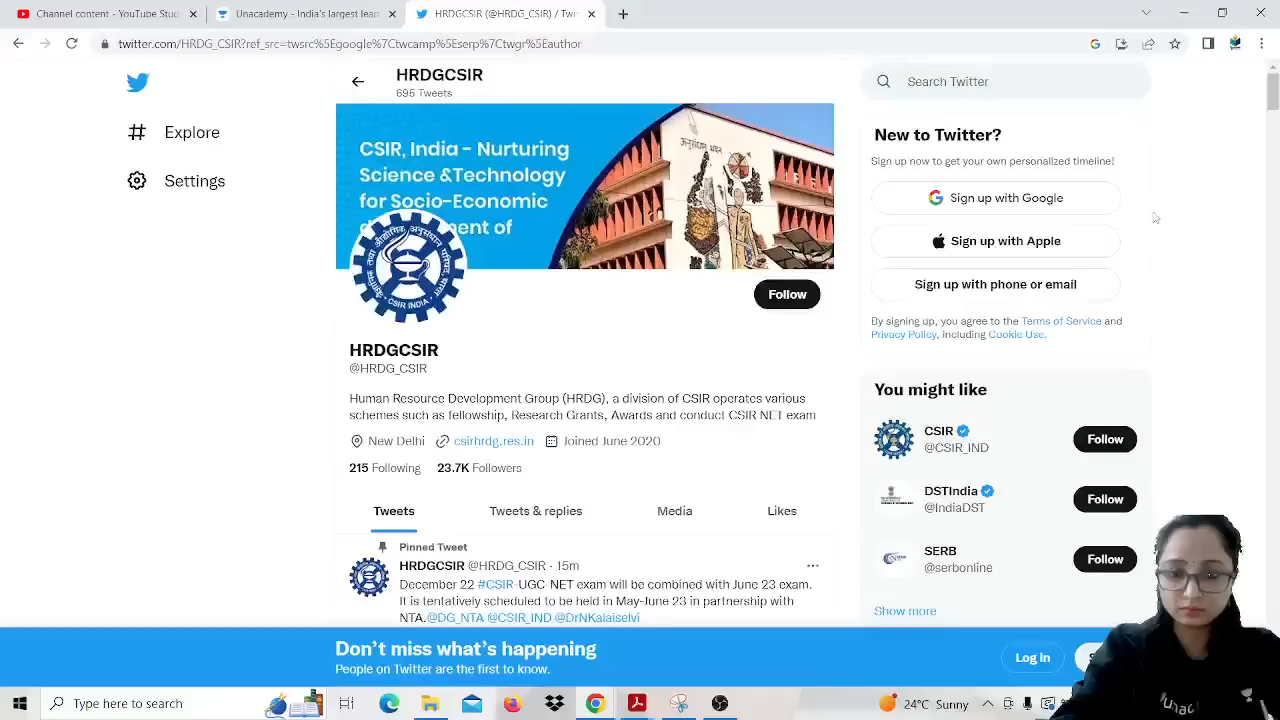 Channel content - YouTube Stud
Unacademy - India's largest lear
HRDGCSIR (@HRDG_CSIR) / Twit
twitter.com/HRDG_CSIR?ref_src=twsrc%5Egoogle%7Ctwcamp%5Eserp%7Ctwgr%5Eauthor
HRDGCSIR
695 Tweets
Search Twitter
Explore
Settings
CSIR, India – Nurturing
Science &Technology
for Socio-Economic
ent of
अनुसंधान भवन
CSIR INDIA
Follow
HRDGCSIR
@HRDG_CSIR
Human Resource Development Group (HRDG), a division of CSIR operates various
schemes such as fellowship, Research Grants, Awards and conduct CSIR NET exam
New Delhi csirhrdg.res.in Joined June 2020
215 Following 23.7K Followers
Tweets Tweets & replies Media Likes
Pinned Tweet
HRDGCSIR @HRDG_CSIR · 15m
December 22 #CSIR-UGC-NET exam will be combined with June 23 exam.
It is tentatively scheduled to be held in May-June 23 in partnership with
NTA.@DG_NTA @CSIR_IND @DrNKalaiselvi
New to Twitter?
Sign up now to get your own personalized timeline!
Sign up with Google
Sign up with Apple
Sign up with phone or email
By signing up, you agree to the Terms of Service and
Privacy Policy, including Cookie Use.
You might like
CSIR
@CSIR_IND
Follow
DSTIndia
@IndiaDST
Follow
SERB
@serbonline
Follow
Show more
Don’t miss what’s happening
People on Twitter are the first to know.
Log in
Type here to search
24°C Sunny
unac